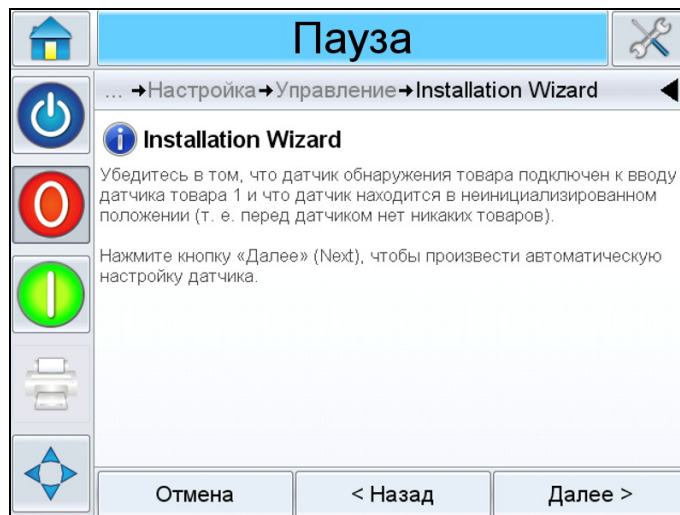 Пауза
... →Настройка→Управление→Installation Wizard
Installation Wizard
Убедитесь в том, что датчик обнаружения товара подключен к вводу
датчика товара 1 и что датчик находится в неинициализированном
положении (т. е. перед датчиком нет никаких товаров).
Нажмите кнопку «Далее» (Next), чтобы произвести автоматическую
настройку датчика.
Отмена
< Назад
Далее >